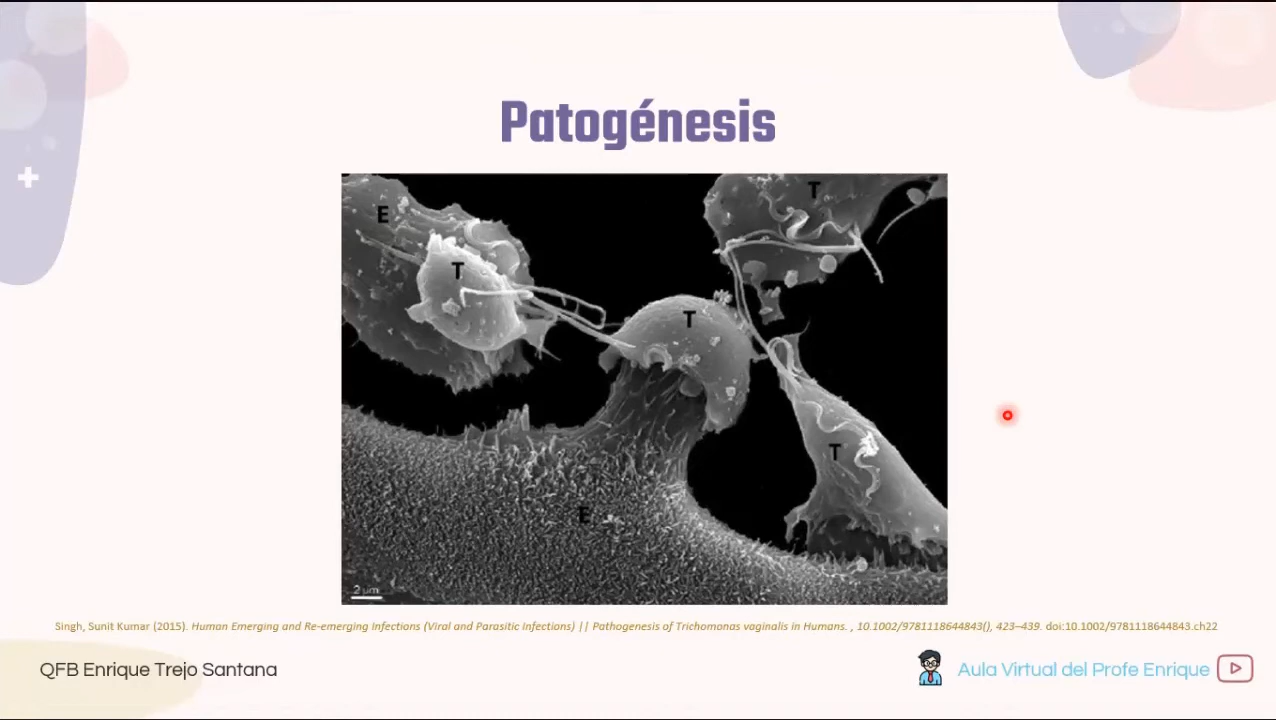 Patogénesis
E
T
T
T
T
E
2 µm
Singh, Sunit Kumar (2015). Human Emerging and Re-emerging Infections (Viral and Parasitic Infections) || Pathogenesis of Trichomonas vaginalis in Humans. , 10.1002/9781118644843(), 423–439. doi:10.1002/9781118644843.ch22
QFB Enrique Trejo Santana
Aula Virtual del Profe Enrique